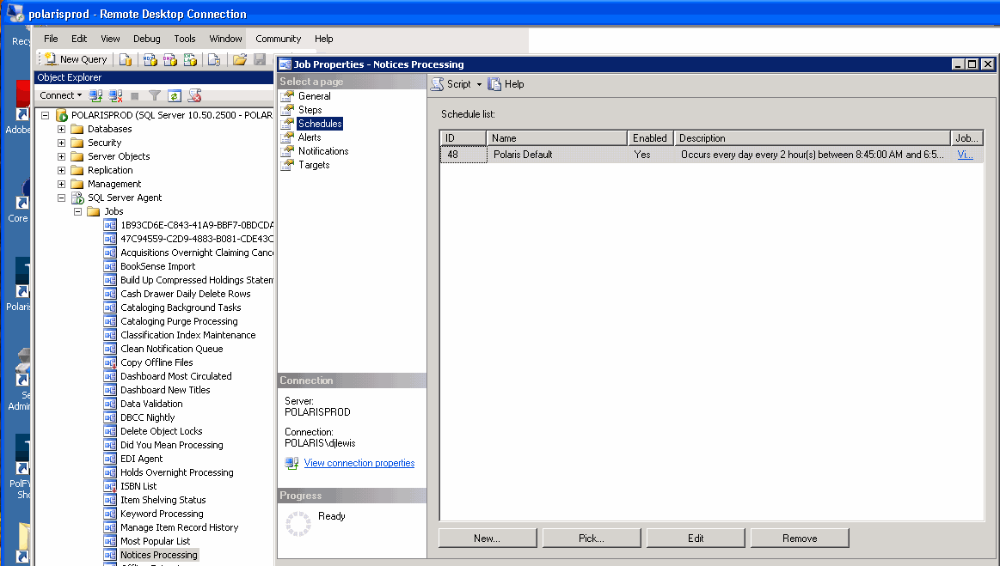 polarisprod - Remote Desktop Connection
File Edit View Debug Tools Window Community Help
New Query
Object Explorer
Connect
POLARISPROD (SQL Server 10.50.2500 - POLAR
Databases
Security
Server Objects
Replication
Management
SQL Server Agent
Jobs
1B93CD6E-C843-41A9-BBF7-0BDCDA
47C94559-C2D9-4883-B081-CDE43C
Acquisitions Overnight Claiming Canc
BookSense Import
Build Up Compressed Holdings Statem
Cash Drawer Daily Delete Rows
Cataloging Background Tasks
Cataloging Purge Processing
Classification Index Maintenance
Clean Notification Queue
Copy Offline Files
Dashboard Most Circulated
Dashboard New Titles
Data Validation
DBCC Nightly
Delete Object Locks
Did You Mean Processing
EDI Agent
Holds Overnight Processing
ISBN List
Item Shelving Status
Keyword Processing
Manage Item Record History
Most Popular List
Notices Processing
Recy
Adobe
Core
Polaris
Se
Admin
PolFY
Sho
Job Properties - Notices Processing
Select a page
General
Steps
Schedules
Alerts
Notifications
Targets
Connection
Server:
POLARISPROD
Connection:
POLARIS\djlewis
View connection properties
Progress
Ready
Script Help
Schedule list:
ID Name Enabled Description Job...
48 Polaris Default Yes Occurs every day every 2 hour(s) between 8:45:00 AM and 6:5... Vi...
New... Pick... Edit Remove